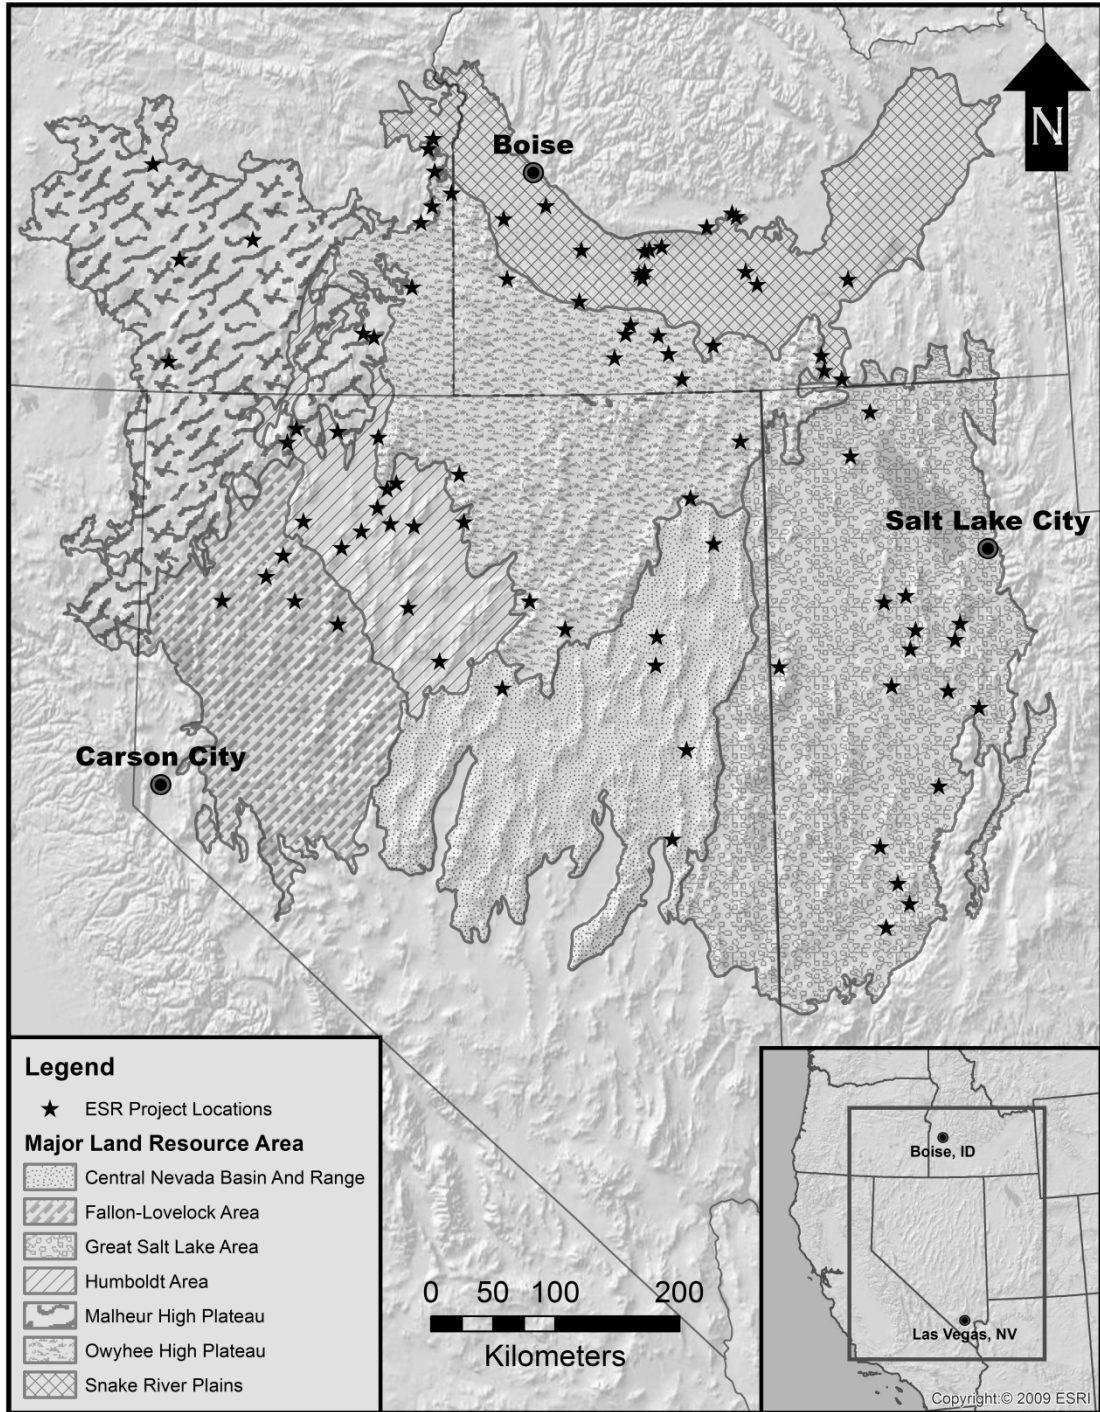 N
Boise
Salt Lake City
Carson City
Legend
ESR Project Locations
Major Land Resource Area
Central Nevada Basin And Range
Fallon-Lovelock Area
Great Salt Lake Area
Humboldt Area
Malheur High Plateau
Owyhee High Plateau
Snake River Plains
0 50 100 200
Kilometers
Boise, ID
Las Vegas, NV
Copyright:© 2009 ESRI